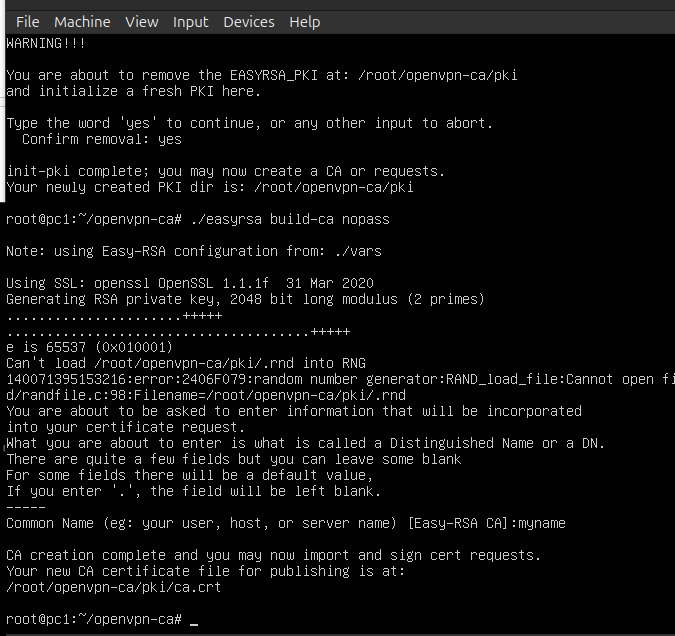 File Machine View Input Devices Help
WARNING!!!
You are about to remove the EASYRSA_PKI at: /root/openvpn-ca/pki
and initialize a fresh PKI here.
Type the word 'yes' to continue, or any other input to abort.
Confirm removal: yes
init-pki complete; you may now create a CA or requests.
Your newly created PKI dir is: /root/openvpn-ca/pki
root@pc1:~/openvpn-ca# ./easyrsa build-ca nopass
Note: using Easy-RSA configuration from: ./vars
Using SSL: openssl OpenSSL 1.1.1f 31 Mar 2020
Generating RSA private key, 2048 bit long modulus (2 primes)
......................+++++
......................................+++++
e is 65537 (0x010001)
Can't load /root/openvpn-ca/pki/.rnd into RNG
140071395153216:error:2406F079:random number generator:RAND_load_file:Cannot open fi
d/randfile.c:98:Filename=/root/openvpn-ca/pki/.rnd
You are about to be asked to enter information that will be incorporated
into your certificate request.
What you are about to enter is what is called a Distinguished Name or a DN.
There are quite a few fields but you can leave some blank
For some fields there will be a default value,
If you enter '.', the field will be left blank.
-----
Common Name (eg: your user, host, or server name) [Easy-RSA CA]:myname
CA creation complete and you may now import and sign cert requests.
Your new CA certificate file for publishing is at:
/root/openvpn-ca/pki/ca.crt
root@pc1:~/openvpn-ca# _